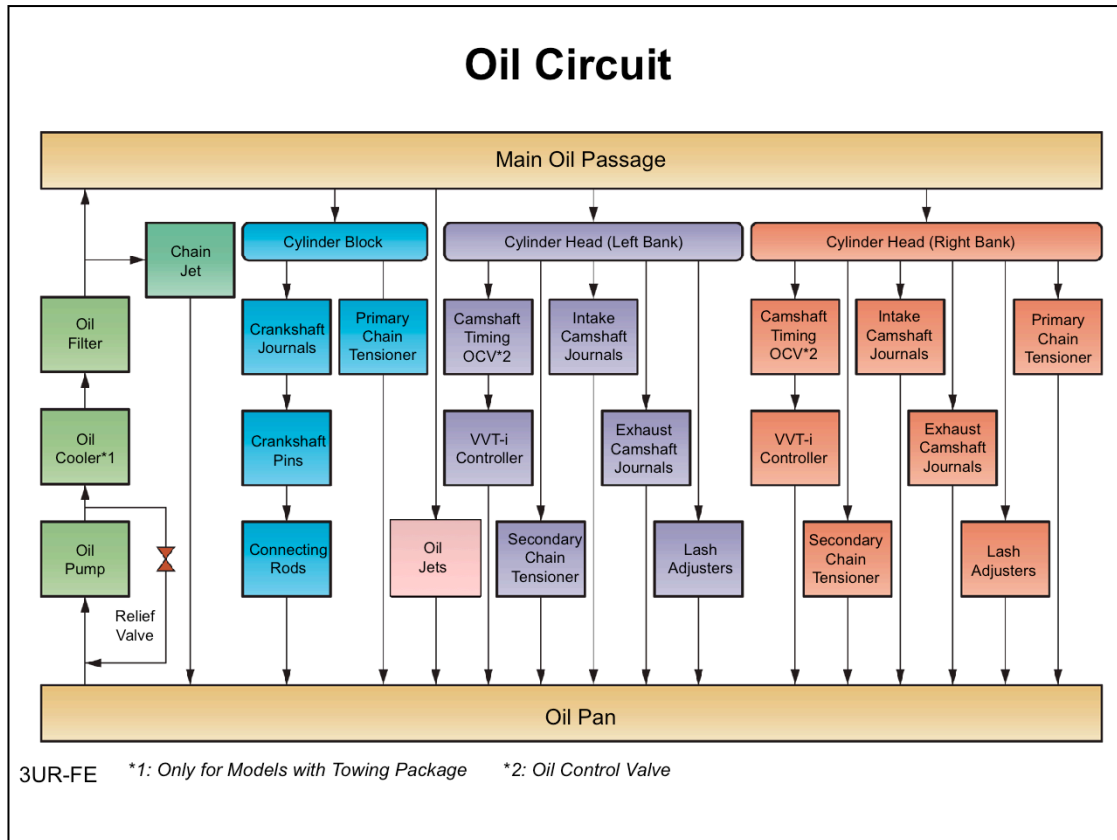 Oil Circuit
Main Oil Passage
Chain
Jet
Cylinder Block
Cylinder Head (Left Bank)
Cylinder Head (Right Bank)
Oil
Filter
Crankshaft
Journals
Primary
Chain
Tensioner
Camshaft
Timing
OCV*2
Intake
Camshaft
Journals
Camshaft
Timing
OCV*2
Intake
Camshaft
Journals
Primary
Chain
Tensioner
Oil
Cooler*1
Crankshaft
Pins
VVT-i
Controller
Exhaust
Camshaft
Journals
VVT-i
Controller
Exhaust
Camshaft
Journals
Oil
Pump
Relief
Valve
Connecting
Rods
Oil
Jets
Secondary
Chain
Tensioner
Lash
Adjusters
Secondary
Chain
Tensioner
Lash
Adjusters
Oil Pan
3UR-FE *1: Only for Models with Towing Package *2: Oil Control Valve